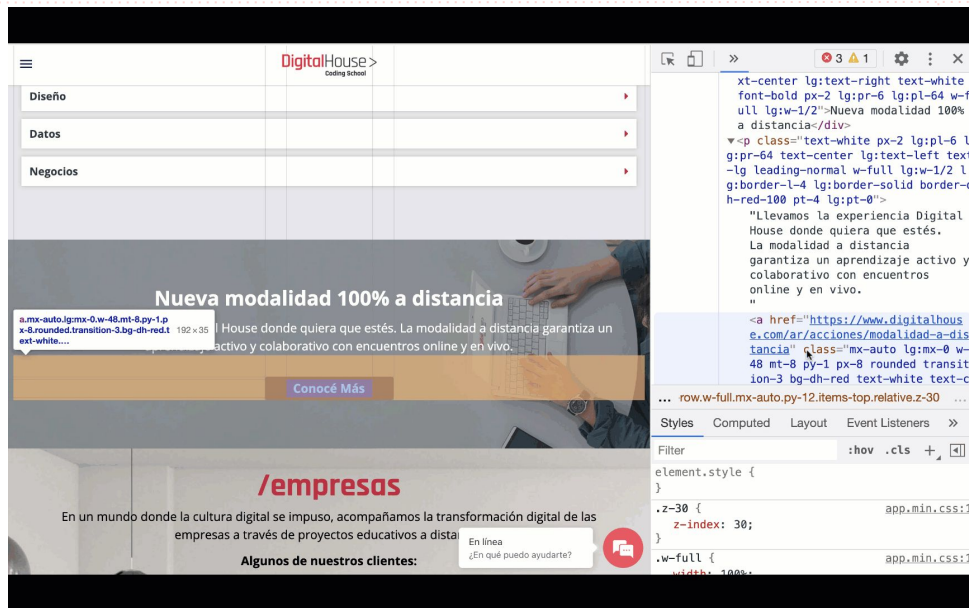 DigitalHouse>
Coding School
Diseño
Datos
Negocios
Nueva modalidad 100% a distancia
l House donde quiera que estés. La modalidad a distancia garantiza un
activo y colaborativo con encuentros online y en vivo.
a.mx-auto.lg:mx-0.w-48.mt-8.py-1.p
x-8.rounded.transition-3.bg-dh-red.t 192 × 35
ext-white....
Conocé Más
/empresas
En un mundo donde la cultura digital se impuso, acompañamos la transformación digital de las
empresas a través de proyectos educativos a dista
Algunos de nuestros clientes:
En línea
¿En qué puedo ayudarte?
» 3 1
xt-center lg:text-right text-white
font-bold px-2 lg:pr-6 lg:pl-64 w-f
ull lg:w-1/2">Nueva modalidad 100%
a distancia</div>
▼<p class="text-white px-2 lg:pl-6 l
g:pr-64 text-center lg:text-left text
-lg leading-normal w-full lg:w-1/2 l
g:border-l-4 lg:border-solid border-d
h-red-100 pt-4 lg:pt-0">
"Llevamos la experiencia Digital
House donde quiera que estés.
La modalidad a distancia
garantiza un aprendizaje activo y
colaborativo con encuentros
online y en vivo.
"
<a href="https://www.digitalhous
e.com/ar/acciones/modalidad-a-dis
tancia" class="mx-auto lg:mx-0 w-
48 mt-8 py-1 px-8 rounded transit
ion-3 bg-dh-red text-white text-c
... row.w-full.mx-auto.py-12.items-top.relative.z-30 ...
Styles Computed Layout Event Listeners »
Filter :hov .cls +
element.style {
}
.z-30 { app.min.css:1
z-index: 30;
}
.w-full { app.min.css:1
width: 100%;